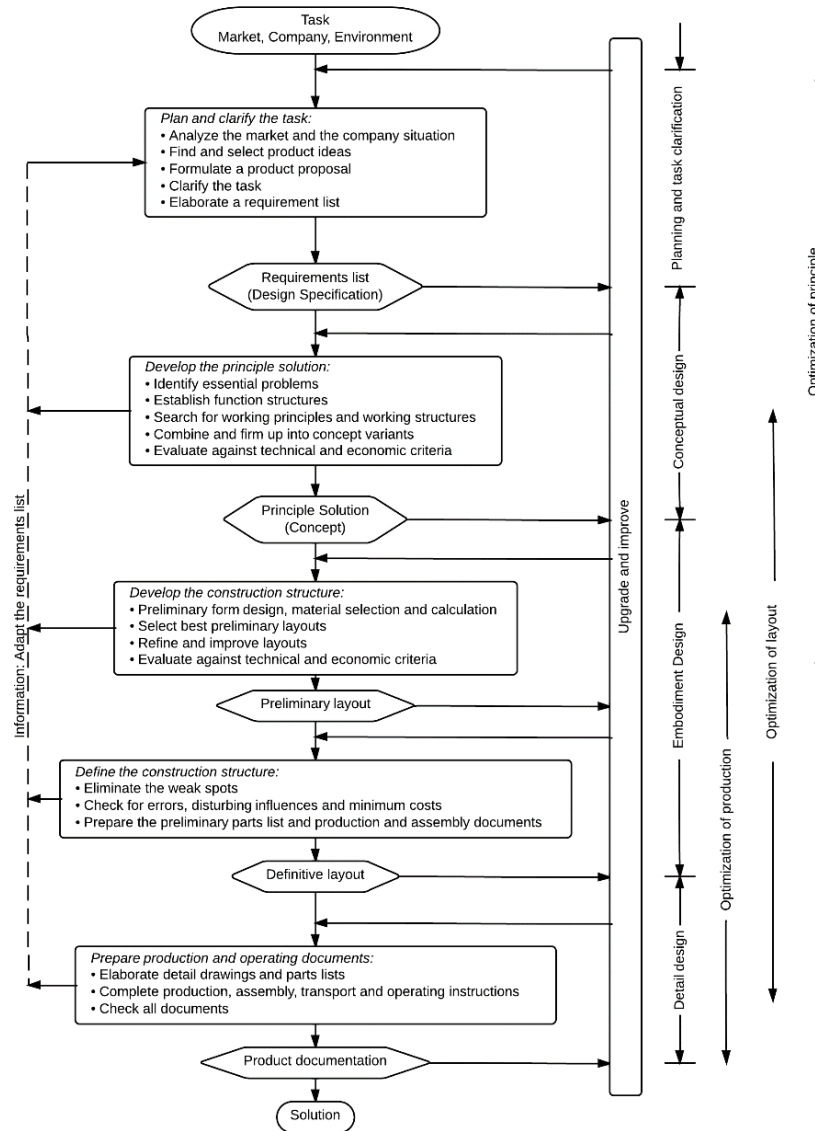 Task
Market, Company, Environment
Plan and clarify the task:
• Analyze the market and the company situation
• Find and select product ideas
• Formulate a product proposal
• Clarify the task
• Elaborate a requirement list
Requirements list
(Design Specification)
Develop the principle solution:
• Identify essential problems
• Establish function structures
• Search for working principles and working structures
• Combine and firm up into concept variants
• Evaluate against technical and economic criteria
Principle Solution
(Concept)
Develop the construction structure:
• Preliminary form design, material selection and calculation
• Select best preliminary layouts
• Refine and improve layouts
• Evaluate against technical and economic criteria
Preliminary layout
Define the construction structure:
• Eliminate the weak spots
• Check for errors, disturbing influences and minimum costs
• Prepare the preliminary parts list and production and assembly documents
Definitive layout
Prepare production and operating documents:
• Elaborate detail drawings and parts lists
• Complete production, assembly, transport and operating instructions
• Check all documents
Product documentation
Solution
Information: Adapt the requirements list
Upgrade and improve
Planning and task clarification
Conceptual design
Embodiment Design
Detail design
Optimization of production
Optimization of layout
Optimization of principle